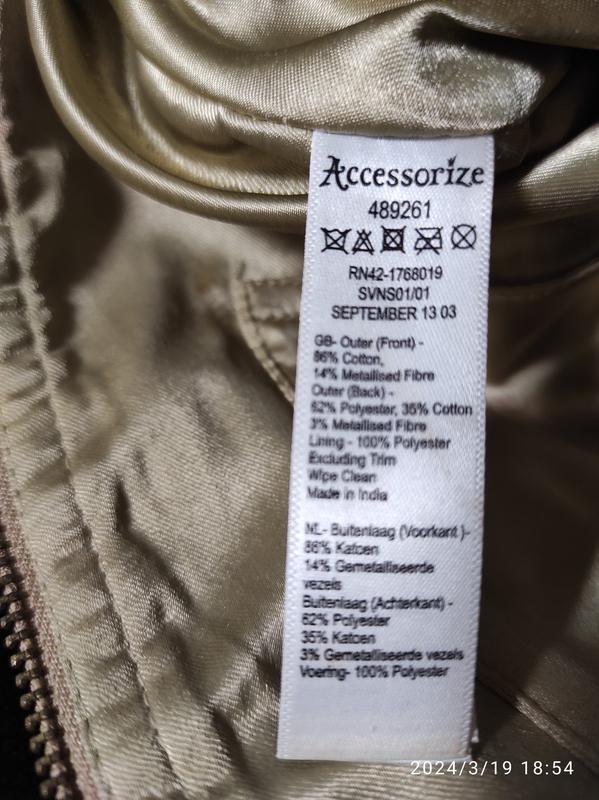 Accessorize
489261
RN42-1768019
SVNS01/01
SEPTEMBER 13 03
GB- Outer (Front) -
86% Cotton,
14% Metallised Fibre
Outer (Back) -
62% Polyester, 35% Cotton
3% Metallised Fibre
Lining - 100% Polyester
Excluding Trim
Wipe Clean
Made in India
NL- Buitenlaag (Voorkant )-
86% Katoen
14% Gemetalliseerde
vezels
Buitenlaag (Achterkant) -
62% Polyester
35% Katoen
3% Gemetalliseerde vezels
Voering- 100% Polyester
2024/3/19 18:54